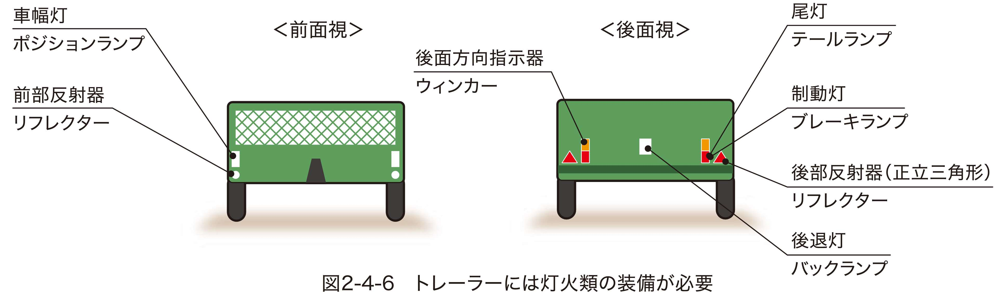 車幅灯
ポジションランプ
前部反射器
リフレクター
＜前面視＞
＜後面視＞
後面方向指示器
ウィンカー
尾灯
テールランプ
制動灯
ブレーキランプ
後部反射器（正立三角形）
リフレクター
後退灯
バックランプ
図2-4-6　トレーラーには灯火類の装備が必要